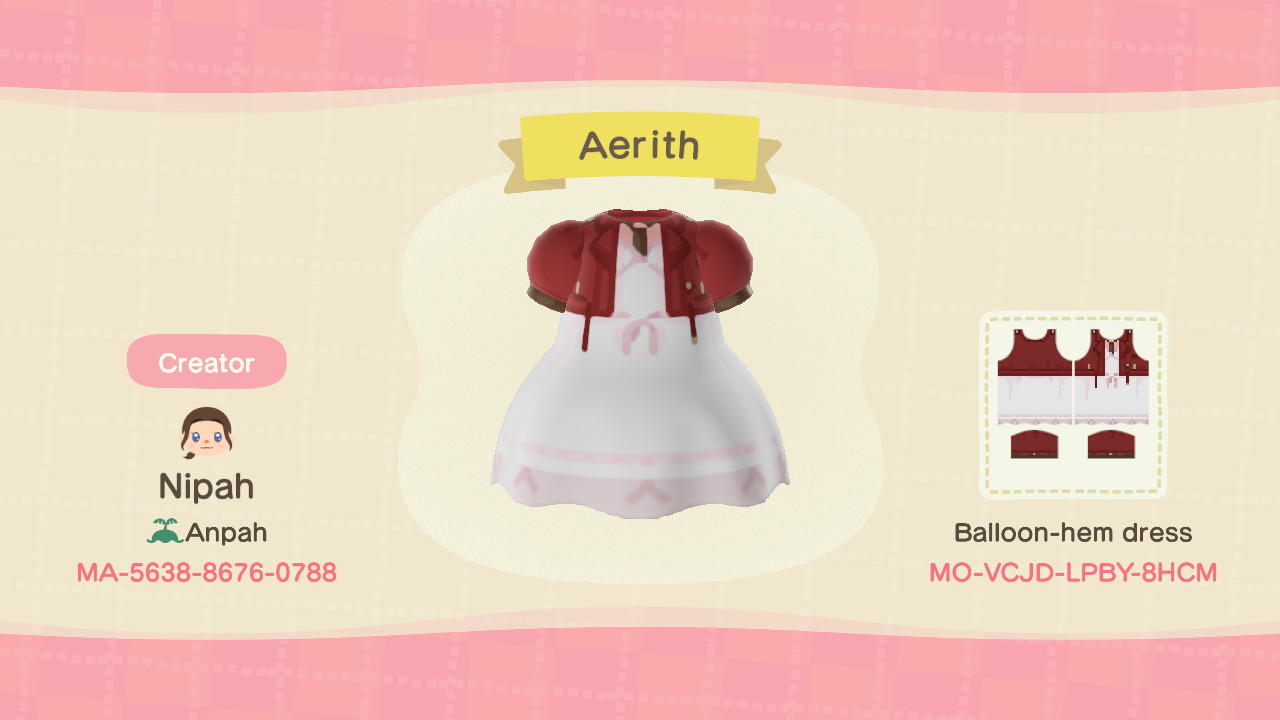 Aerith
Creator
Nipah
Anpah
MA-5638-8676-0788
Balloon-hem dress
MO-VCJD-LPBY-8HCM